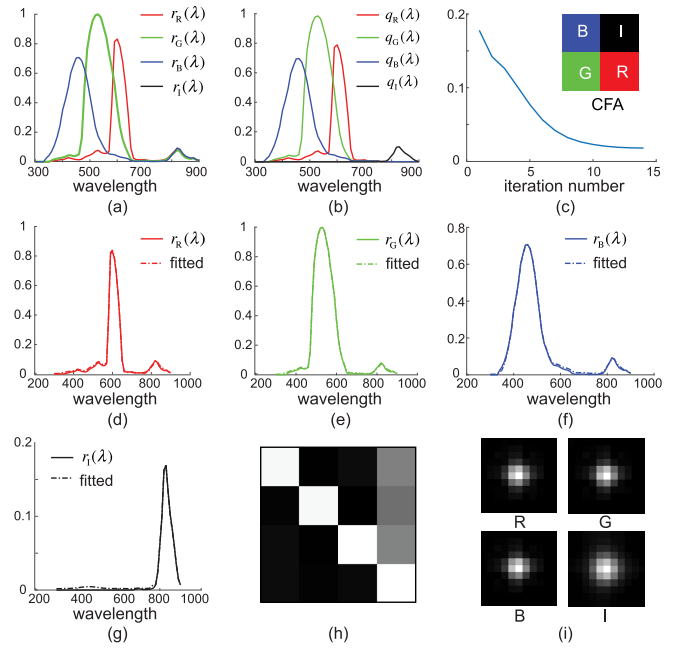 1
0.8
0.6
0.4
0.2
0
300 500 700 900
wavelength
(a)
r_R(λ)
r_G(λ)
r_B(λ)
r_I(λ)
1
0.8
0.6
0.4
0.2
0
300 500 700 900
wavelength
(b)
q_R(λ)
q_G(λ)
q_B(λ)
q_I(λ)
0.2
0.1
0
0 5 10 15
iteration number
(c)
B I
G R
CFA
1
0.8
0.6
0.4
0.2
0
200 400 600 800 1000
wavelength
(d)
r_R(λ)
fitted
1
0.8
0.6
0.4
0.2
0
200 400 600 800 1000
wavelength
(e)
r_G(λ)
fitted
0.8
0.6
0.4
0.2
0
200 400 600 800 1000
wavelength
(f)
r_B(λ)
fitted
0.2
0.1
0
200 400 600 800 1000
wavelength
(g)
r_I(λ)
fitted
(h)
R G
B I
(i)